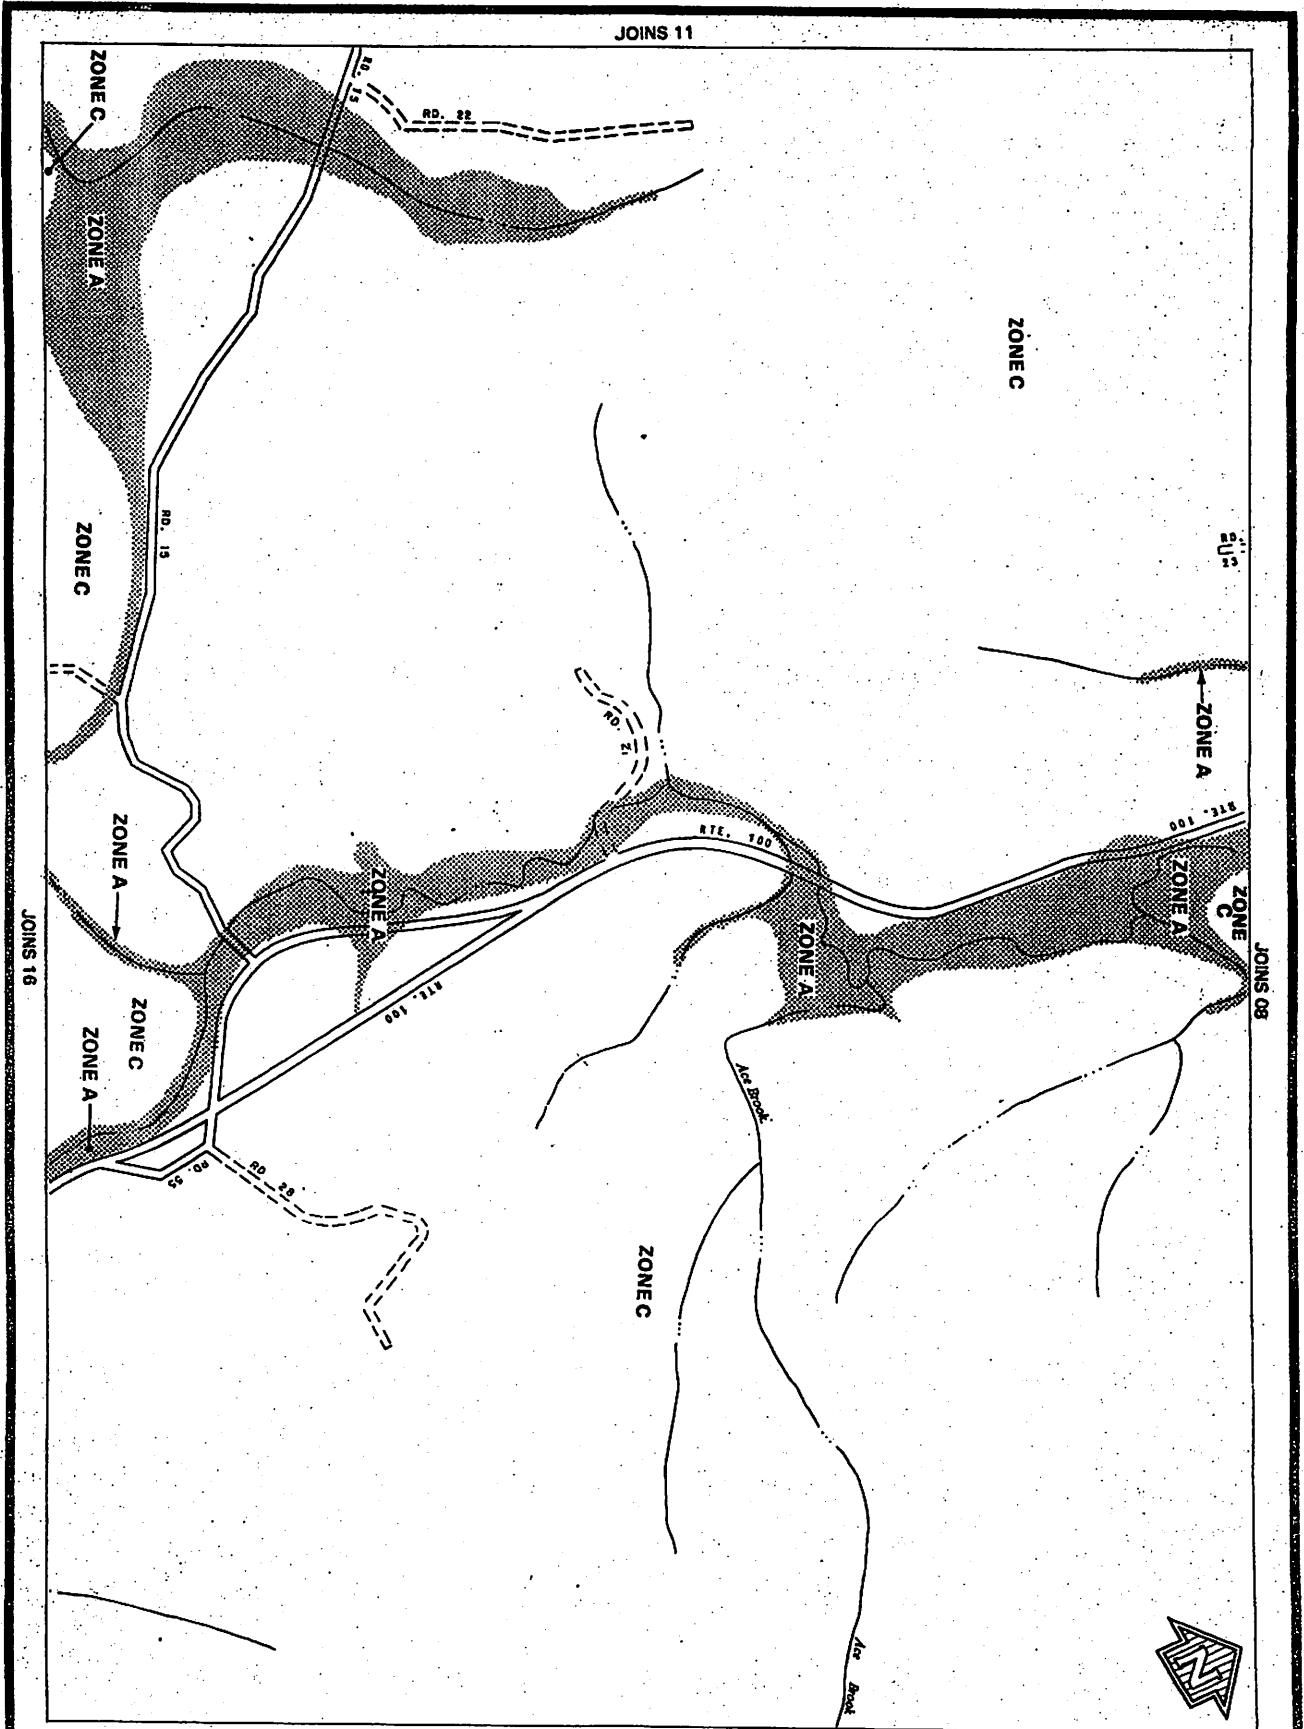 JOINS 11
ZONE C
RD. 15
RD. 22
ZONE A
ZONE C
RD. 23
RD. 15
ZONE C
ZONE A
RD. 21
RTE. 100
RTE. 100
ZONE A
ZONE A
ZONE A
ZONE C
ZONE A
JOINS 08
JOINS 16
ZONE C
ZONE A
RTE. 100
Ace Brook
RD. 55
RD. 28
ZONE C
Ace Brook
N